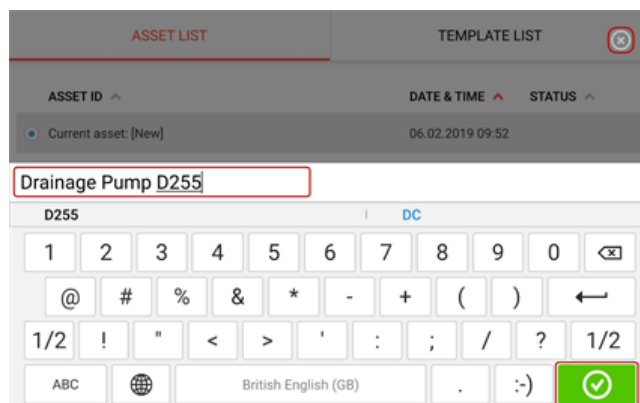 ASSET LIST TEMPLATE LIST
ASSET ID DATE & TIME STATUS
Current asset: [New] 06.02.2019 09:52
Drainage Pump D255
D255 DC
1 2 3 4 5 6 7 8 9 0
@ # % & * - + ( )
1/2 ! " < > ' : ; / ? 1/2
ABC British English (GB) . :-)